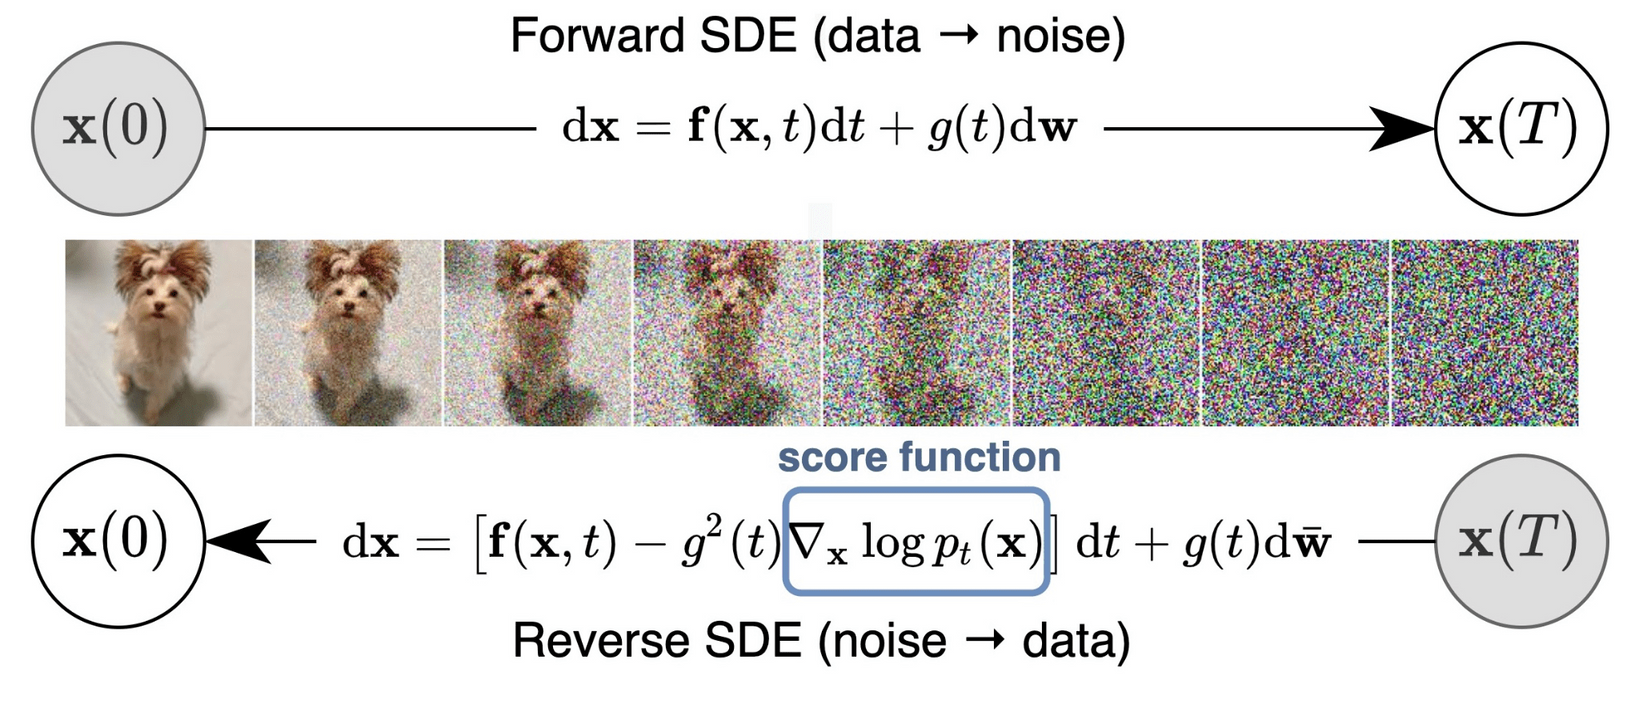 Forward SDE (data → noise)
x(0) dx = f(x, t)dt + g(t)dw x(T)
score function
x(0) dx = [f(x, t) − g²(t)∇ₓ log pₜ(x)] dt + g(t)dw̄ x(T)
Reverse SDE (noise → data)